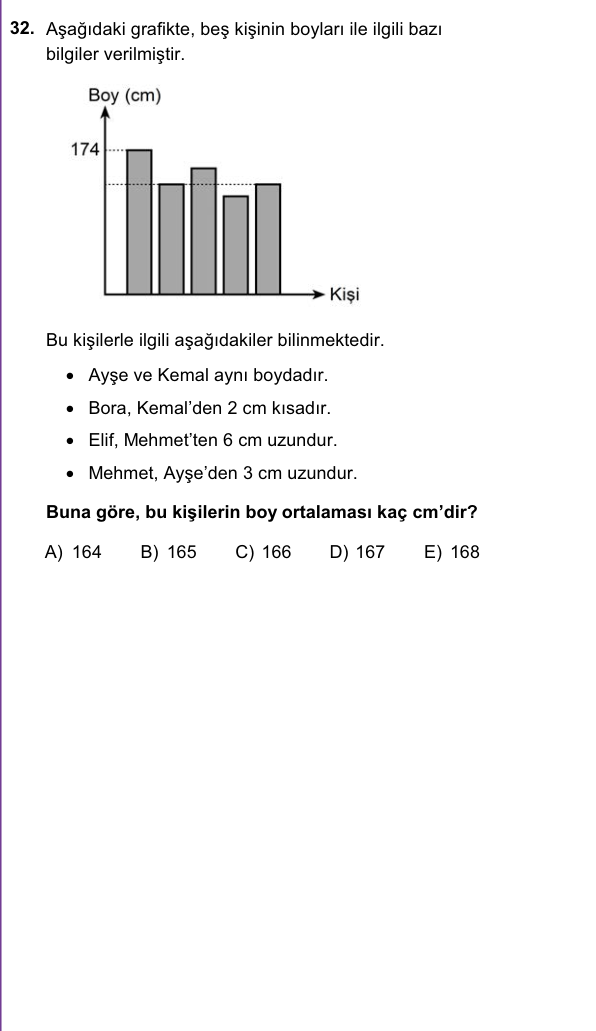 32. Aşağıdaki grafikte, beş kişinin boyları ile ilgili bazı
bilgiler verilmiştir.
Boy (cm)
174
Kişi
Bu kişilerle ilgili aşağıdakiler bilinmektedir.
• Ayşe ve Kemal aynı boydadır.
• Bora, Kemal’den 2 cm kısadır.
• Elif, Mehmet’ten 6 cm uzundur.
• Mehmet, Ayşe’den 3 cm uzundur.
Buna göre, bu kişilerin boy ortalaması kaç cm’dir?
A) 164 B) 165 C) 166 D) 167 E) 168